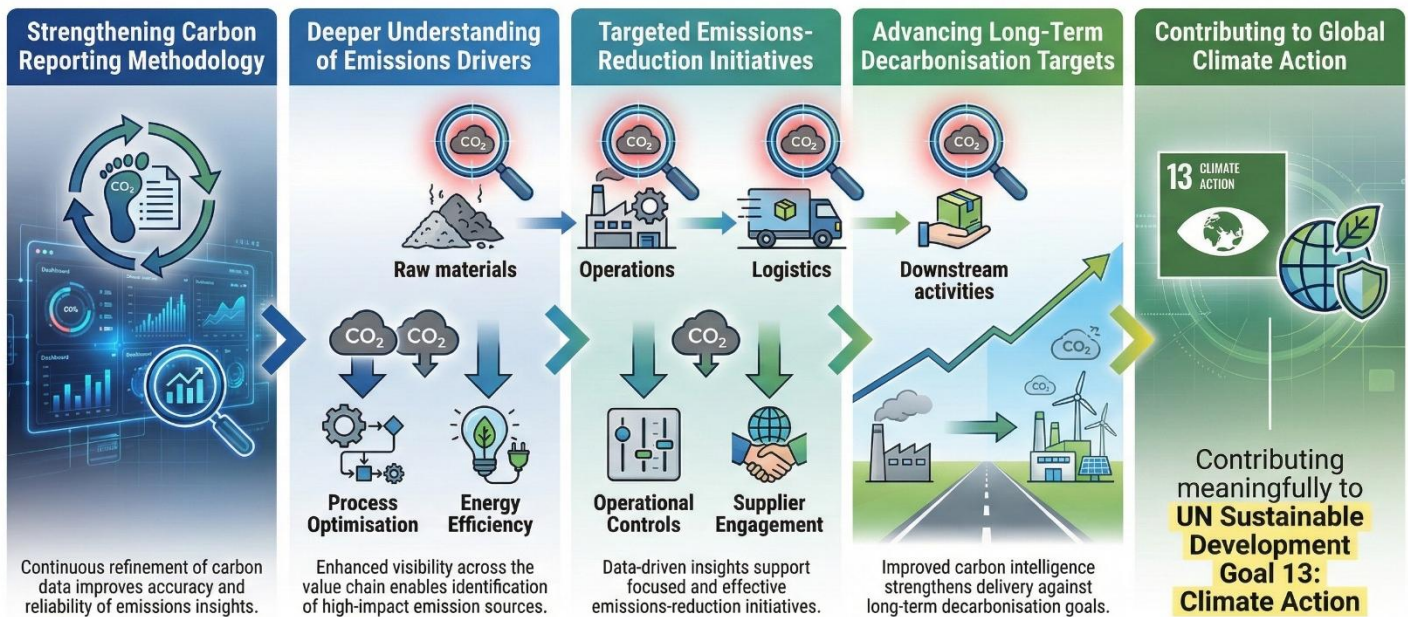 Strengthening Carbon
Reporting Methodology
CO₂
Dashboard
Dashboard
Continuous refinement of carbon
data improves accuracy and
reliability of emissions insights.
Deeper Understanding
of Emissions Drivers
CO₂
Raw materials
CO₂
CO₂
Process
Optimisation
Energy
Efficiency
Enhanced visibility across the
value chain enables identification
of high-impact emission sources.
Targeted Emissions-
Reduction Initiatives
CO₂
CO₂
Operations
Logistics
CO₂
Operational
Controls
Supplier
Engagement
Data-driven insights support
focused and effective
emissions-reduction initiatives.
Advancing Long-Term
Decarbonisation Targets
CO₂
Downstream
activities
CO₂
CO₂
Improved carbon intelligence
strengthens delivery against
long-term decarbonisation goals.
Contributing to Global
Climate Action
13 CLIMATE
ACTION
Contributing
meaningfully to
UN Sustainable
Development
Goal 13:
Climate Action